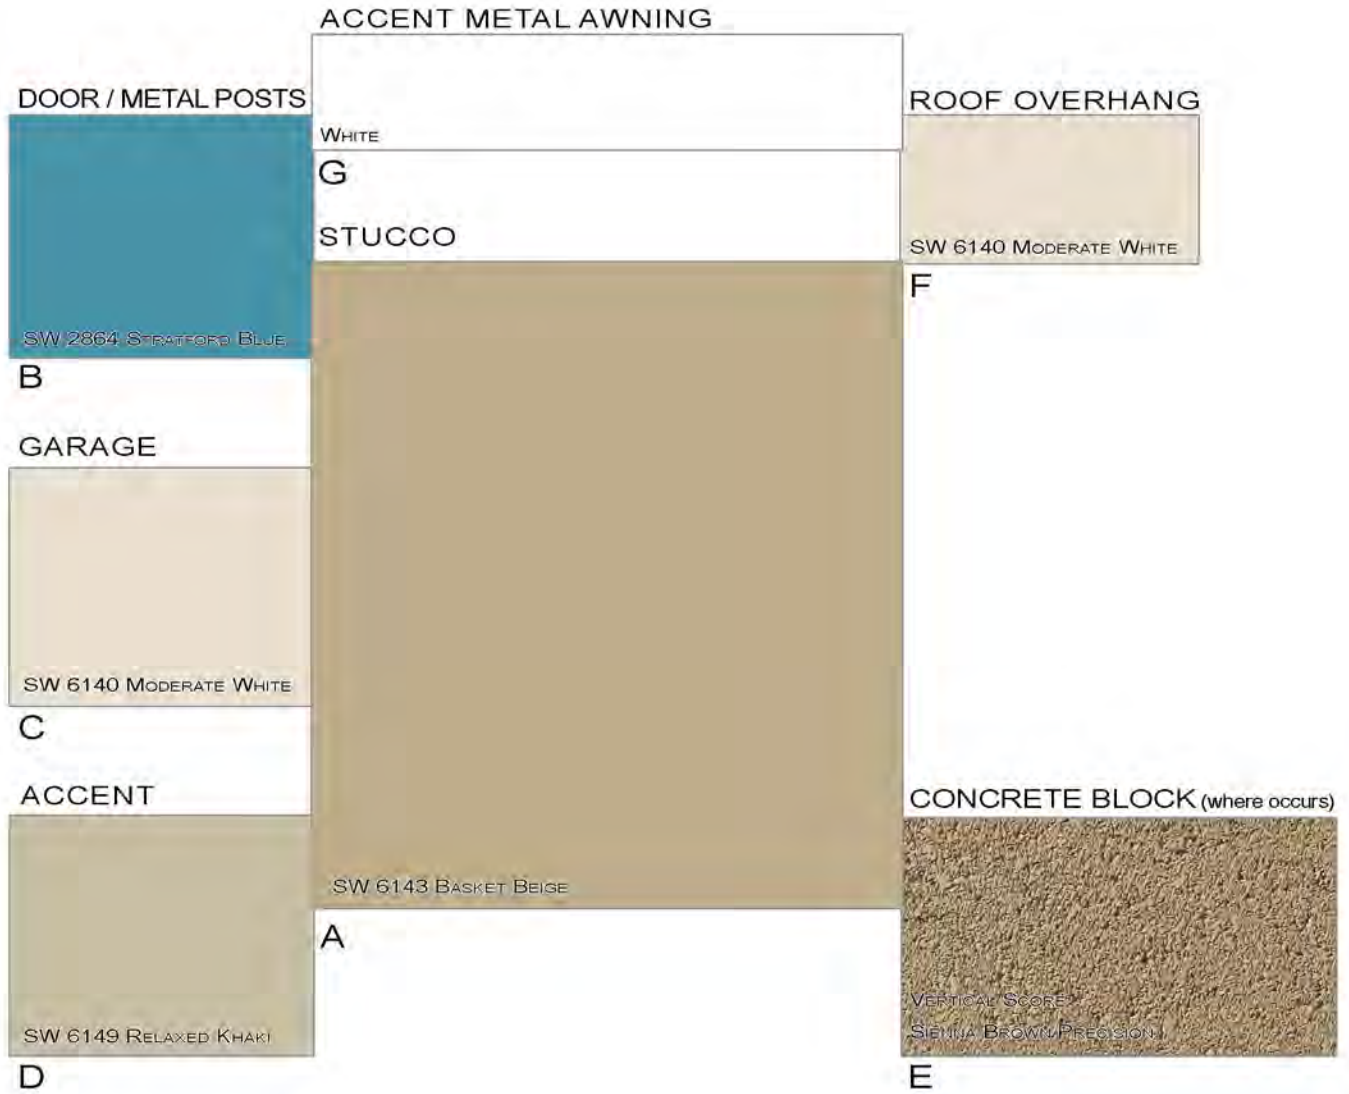 ACCENT METAL AWNING
WHITE
G
DOOR / METAL POSTS
SW 2864 STRATFORD BLUE
B
ROOF OVERHANG
SW 6140 MODERATE WHITE
F
STUCCO
SW 6143 BASKET BEIGE
A
GARAGE
SW 6140 MODERATE WHITE
C
ACCENT
SW 6149 RELAXED KHAKI
D
CONCRETE BLOCK (where occurs)
VERTICAL SCORE
SIENNA BROWN PRECISION
E